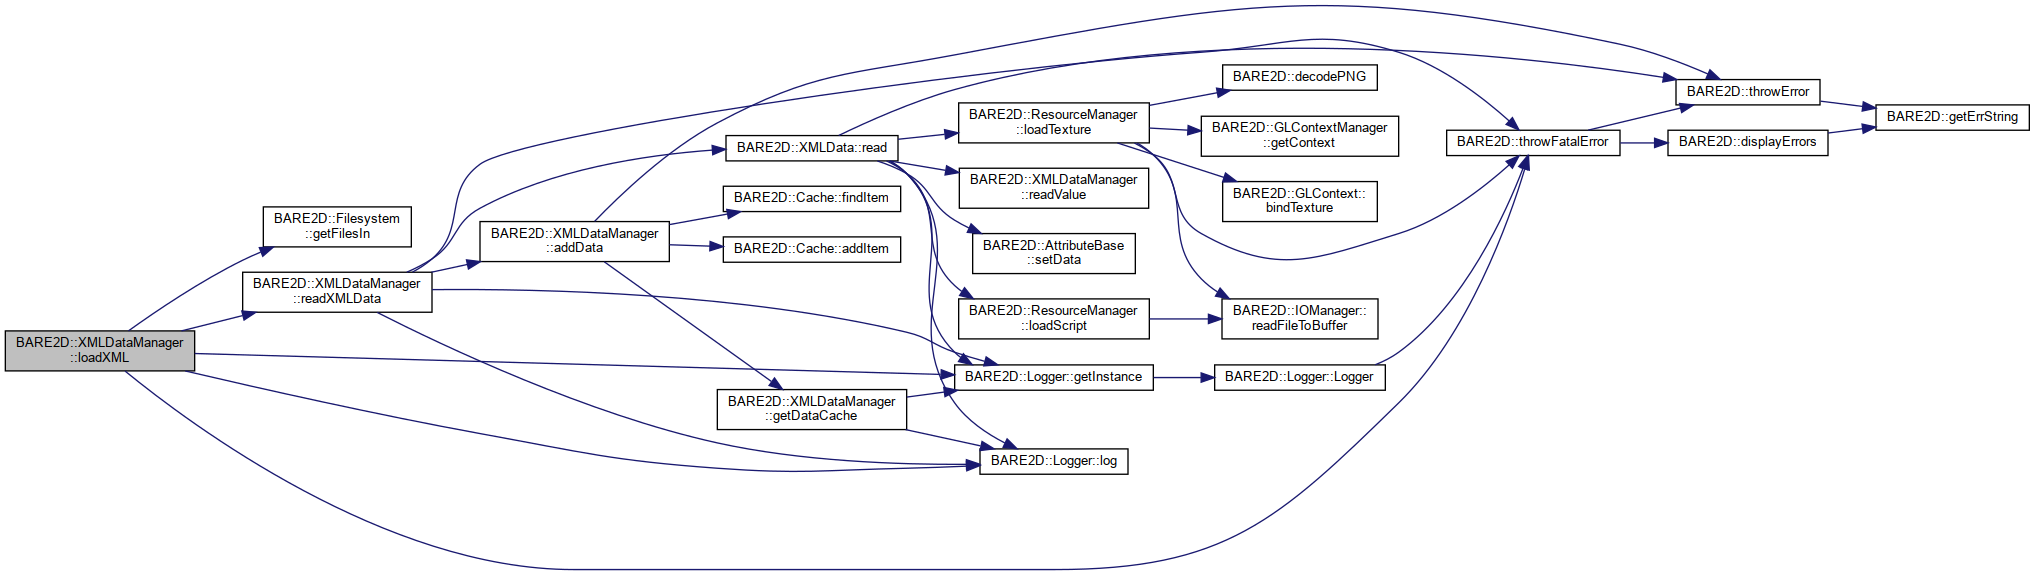 BARE2D::XMLDataManager
::loadXML
BARE2D::Filesystem
::getFilesIn
BARE2D::XMLDataManager
::readXMLData
BARE2D::XMLDataManager
::addData
BARE2D::XMLData::read
BARE2D::Cache::findItem
BARE2D::Cache::addItem
BARE2D::XMLDataManager
::getDataCache
BARE2D::ResourceManager
::loadTexture
BARE2D::XMLDataManager
::readValue
BARE2D::AttributeBase
::setData
BARE2D::ResourceManager
::loadScript
BARE2D::Logger::getInstance
BARE2D::Logger::log
BARE2D::decodePNG
BARE2D::GLContextManager
::getContext
BARE2D::GLContext::
bindTexture
BARE2D::IOManager::
readFileToBuffer
BARE2D::Logger::Logger
BARE2D::throwFatalError
BARE2D::throwError
BARE2D::displayErrors
BARE2D::getErrString